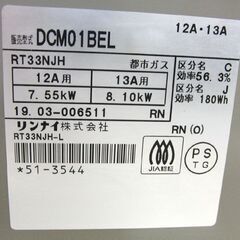 販売型式名 DCM01BEL 12A・13A
RT33NJH 都市ガス
12A用 13A用
7.55kW 8.10kW
区分名 C
効率56.3%
区分名 J
効率 180Wh
19.03-006511 RN
リンナイ株式会社
RT33NJH-L
RN(O)
*51-3544
JIA認証
PS
TG